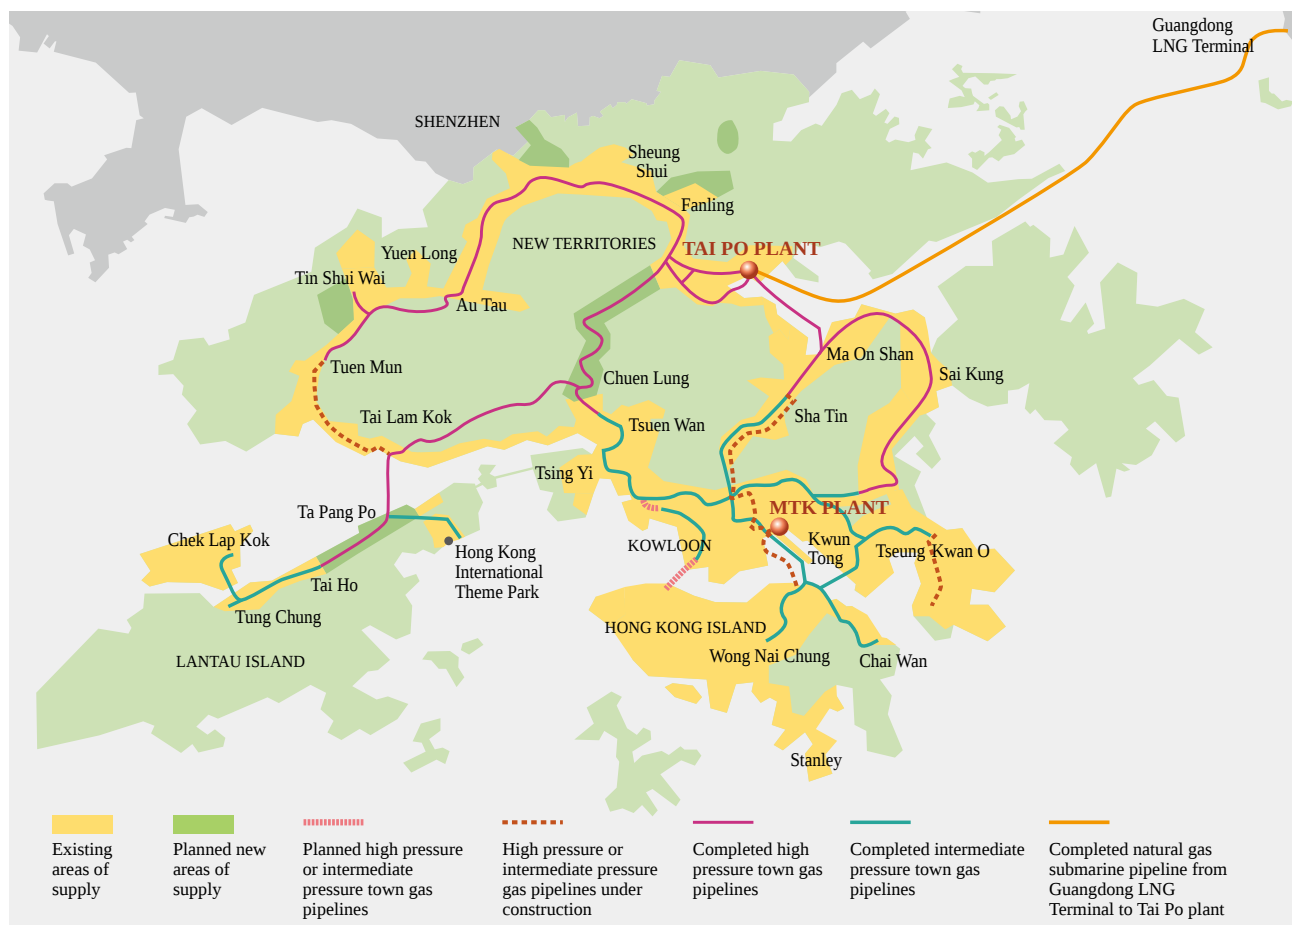 Guangdong
LNG Terminal
SHENZHEN
Sheung
Shui
Fanling
NEW TERRITORIES
TAI PO PLANT
Yuen Long
Tin Shui Wai
Au Tau
Tuen Mun
Ma On Shan
Sai Kung
Chuen Lung
Tai Lam Kok
Tsuen Wan
Sha Tin
Tsing Yi
Ta Pang Po
MTK PLANT
Chek Lap Kok
Hong Kong
International
Theme Park
KOWLOON
Kwun
Tong
Tseung Kwan O
Tai Ho
Tung Chung
HONG KONG ISLAND
LANTAU ISLAND
Wong Nai Chung
Chai Wan
Stanley
Existing
areas of
supply
Planned new
areas of
supply
Planned high pressure
or intermediate
pressure town gas
pipelines
High pressure or
intermediate pressure
gas pipelines under
construction
Completed high
pressure town gas
pipelines
Completed intermediate
pressure town gas
pipelines
Completed natural gas
submarine pipeline from
Guangdong LNG
Terminal to Tai Po plant